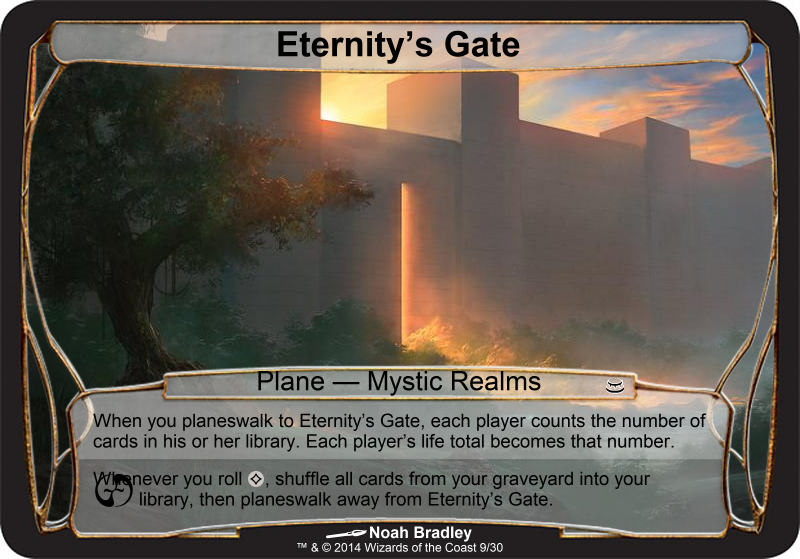 Eternity’s Gate
Plane — Mystic Realms
When you planeswalk to Eternity’s Gate, each player counts the number of
cards in his or her library. Each player’s life total becomes that number.
Whenever you roll , shuffle all cards from your graveyard into your
library, then planeswalk away from Eternity’s Gate.
Noah Bradley
™ & © 2014 Wizards of the Coast 9/30